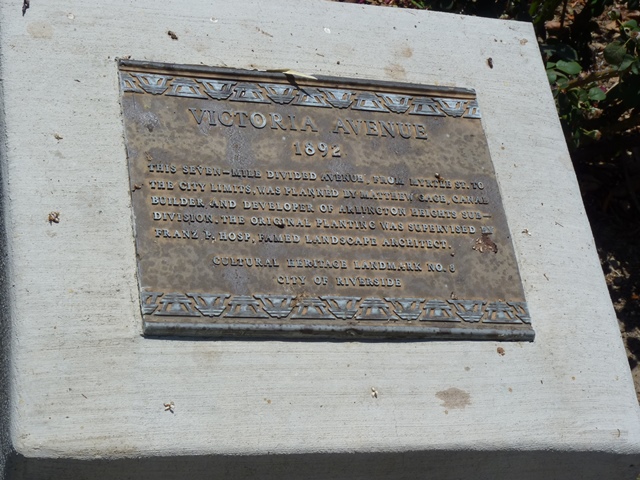 VICTORIA AVENUE
1892
THIS SEVEN-MILE DIVIDED AVENUE, FROM MYRTLE ST. TO
THE CITY LIMITS, WAS PLANNED BY MATTHEW GAGE, CANAL
BUILDER AND DEVELOPER OF ARLINGTON HEIGHTS SUB-
DIVISION. THE ORIGINAL PLANTING WAS SUPERVISED BY
FRANZ P. HOSP, FAMED LANDSCAPE ARCHITECT.
CULTURAL HERITAGE LANDMARK NO. 8
CITY OF RIVERSIDE